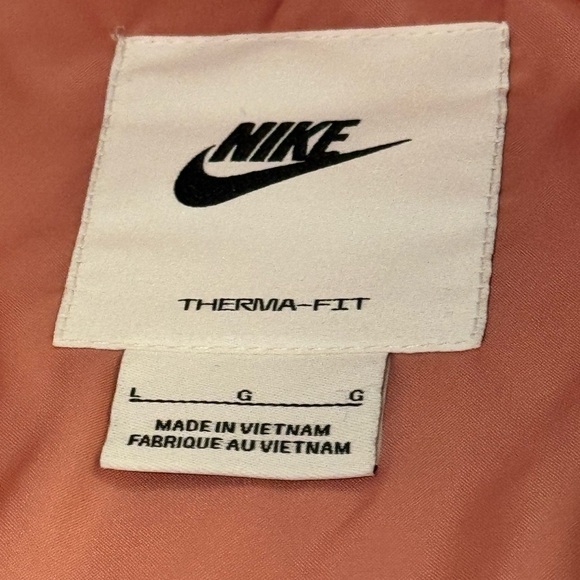 NIKE
THERMA-FIT
L G G
MADE IN VIETNAM
FABRIQUE AU VIETNAM